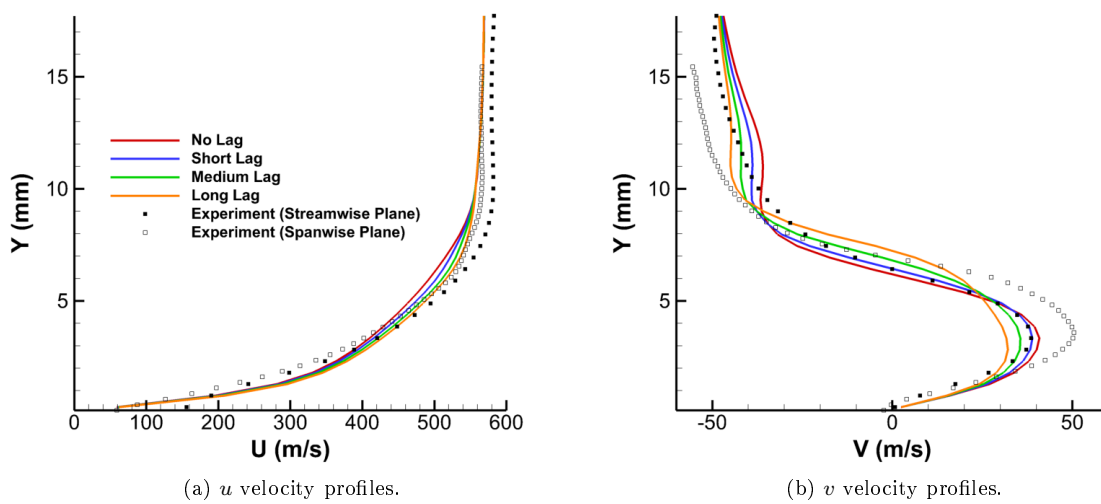 Y (mm)
15
10
5
0
100
200
300
400
500
600
U (m/s)
No Lag
Short Lag
Medium Lag
Long Lag
Experiment (Streamwise Plane)
Experiment (Spanwise Plane)
(a) u velocity profiles.
Y (mm)
15
10
5
-50
0
50
V (m/s)
(b) v velocity profiles.